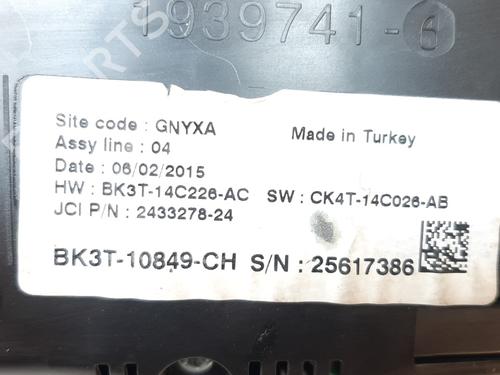 1939741-6
Site code : GNYXA
Made in Turkey
Assy line : 04
Date : 06/02/2015
HW : BK3T-14C226-AC SW : CK4T-14C026-AB
JCI P/N : 2433278-24
BK3T-10849-CH S/N : 25617386